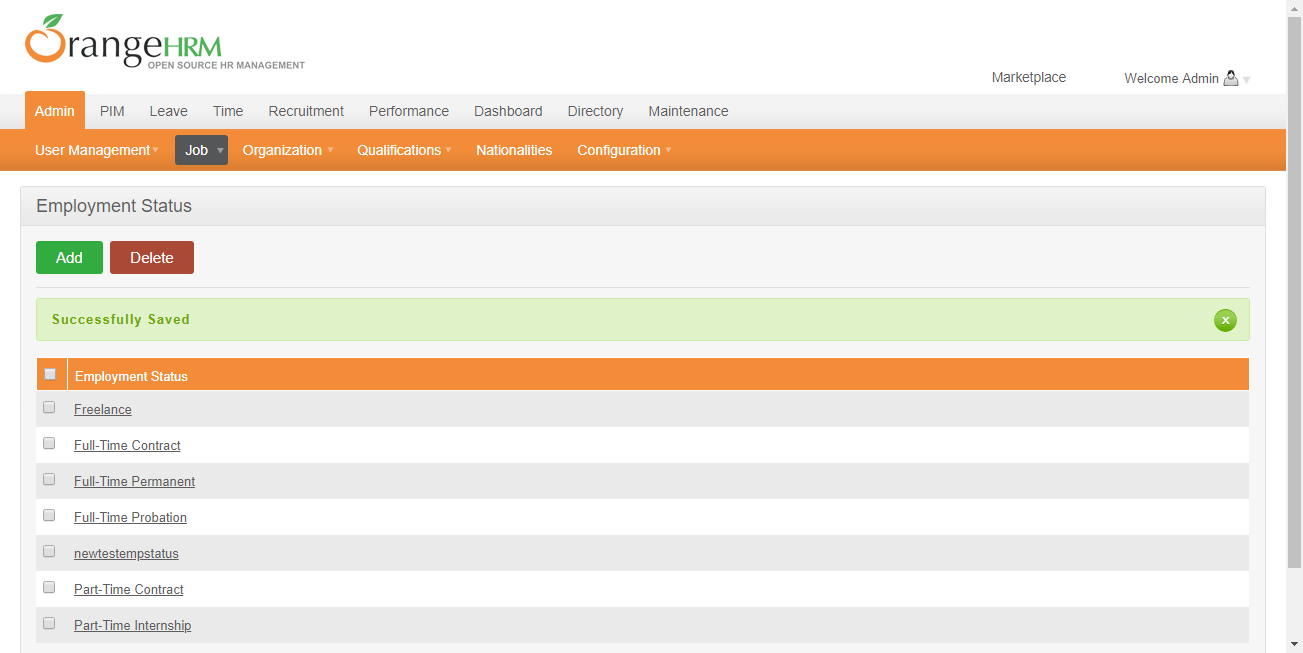 OrangeHRM
OPEN SOURCE HR MANAGEMENT
Marketplace Welcome Admin
Admin PIM Leave Time Recruitment Performance Dashboard Directory Maintenance
User Management Job Organization Qualifications Nationalities Configuration
Employment Status
Add Delete
Successfully Saved x
Employment Status
Freelance
Full-Time Contract
Full-Time Permanent
Full-Time Probation
newtestempstatus
Part-Time Contract
Part-Time Internship